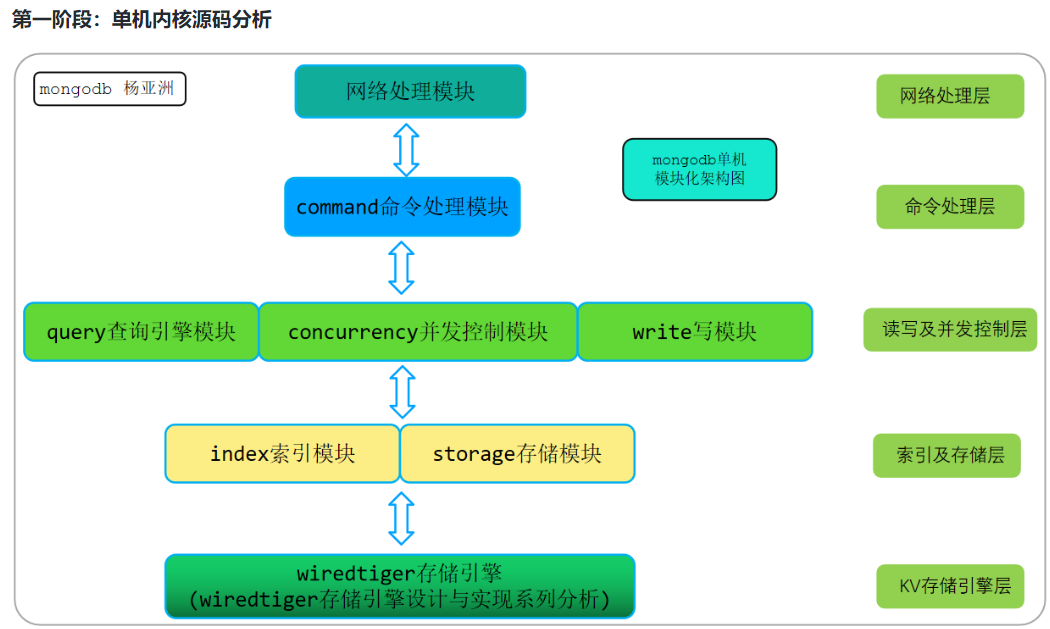 第一阶段：单机内核源码分析
mongodb 杨亚洲
网络处理模块
网络处理层
mongodb单机
模块化架构图
command命令处理模块
命令处理层
query查询引擎模块
concurrency并发控制模块
write写模块
读写及并发控制层
index索引模块
storage存储模块
索引及存储层
wiredtiger存储引擎
(wiredtiger存储引擎设计与实现系列分析)
KV存储引擎层